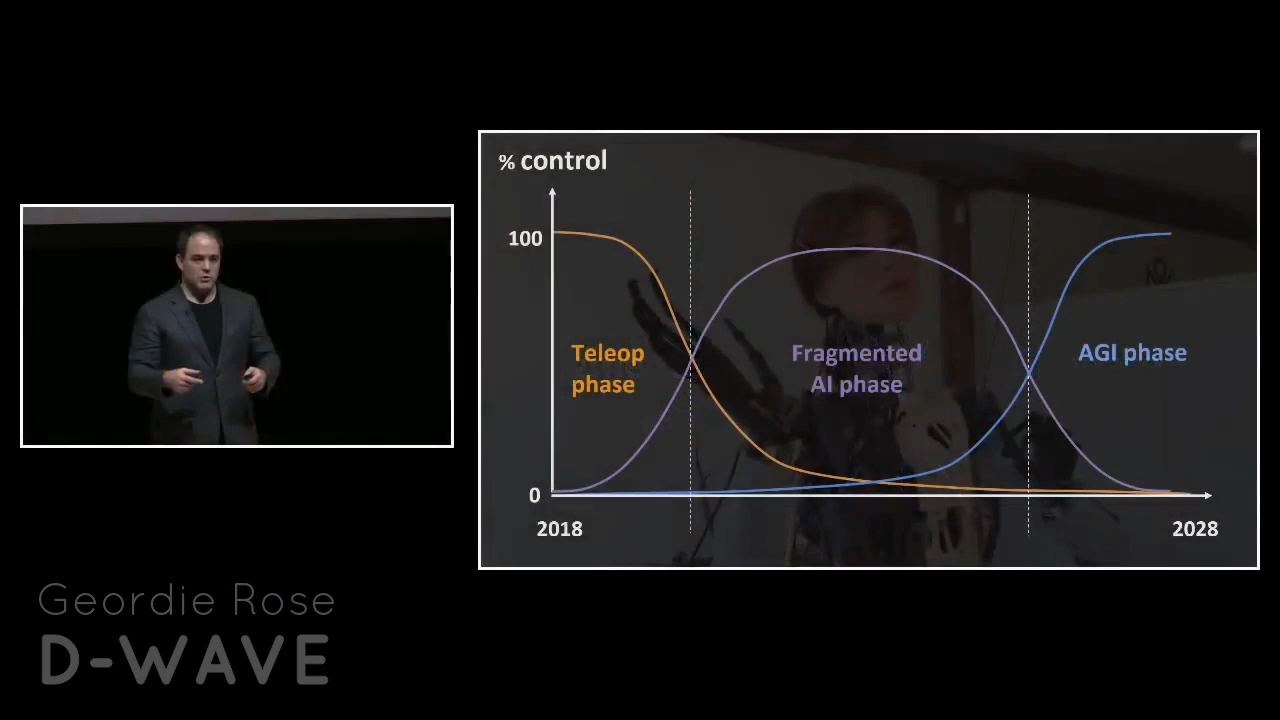 % control
100
Teleop
phase
Fragmented
AI phase
AGI phase
0
2018
2028
Geordie Rose
D-WAVE